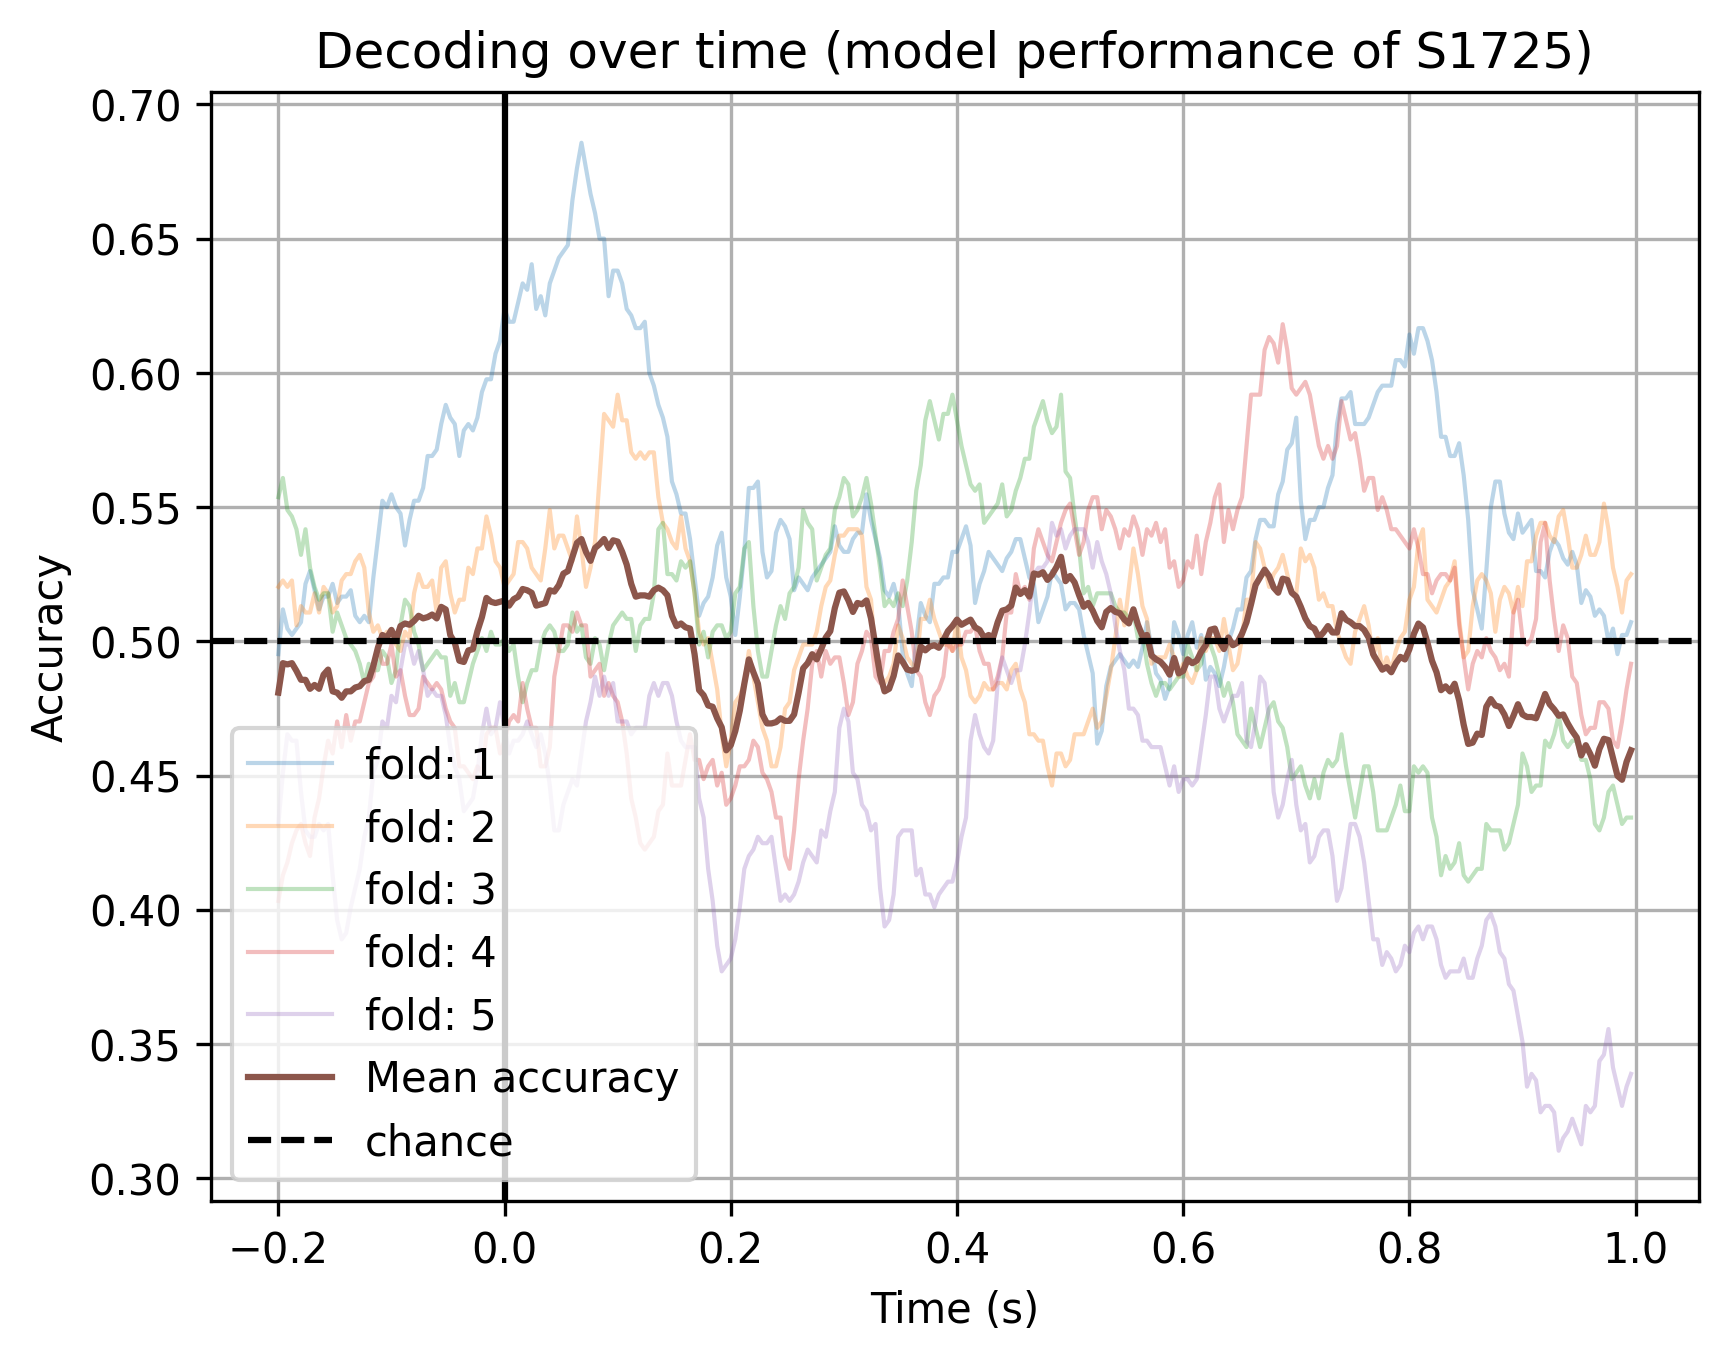 Decoding over time (model performance of S1725)
Accuracy
0.70
0.65
0.60
0.55
0.50
0.45
0.40
0.35
0.30
fold: 1
fold: 2
fold: 3
fold: 4
fold: 5
Mean accuracy
chance
−0.2 0.0 0.2 0.4 0.6 0.8 1.0
Time (s)